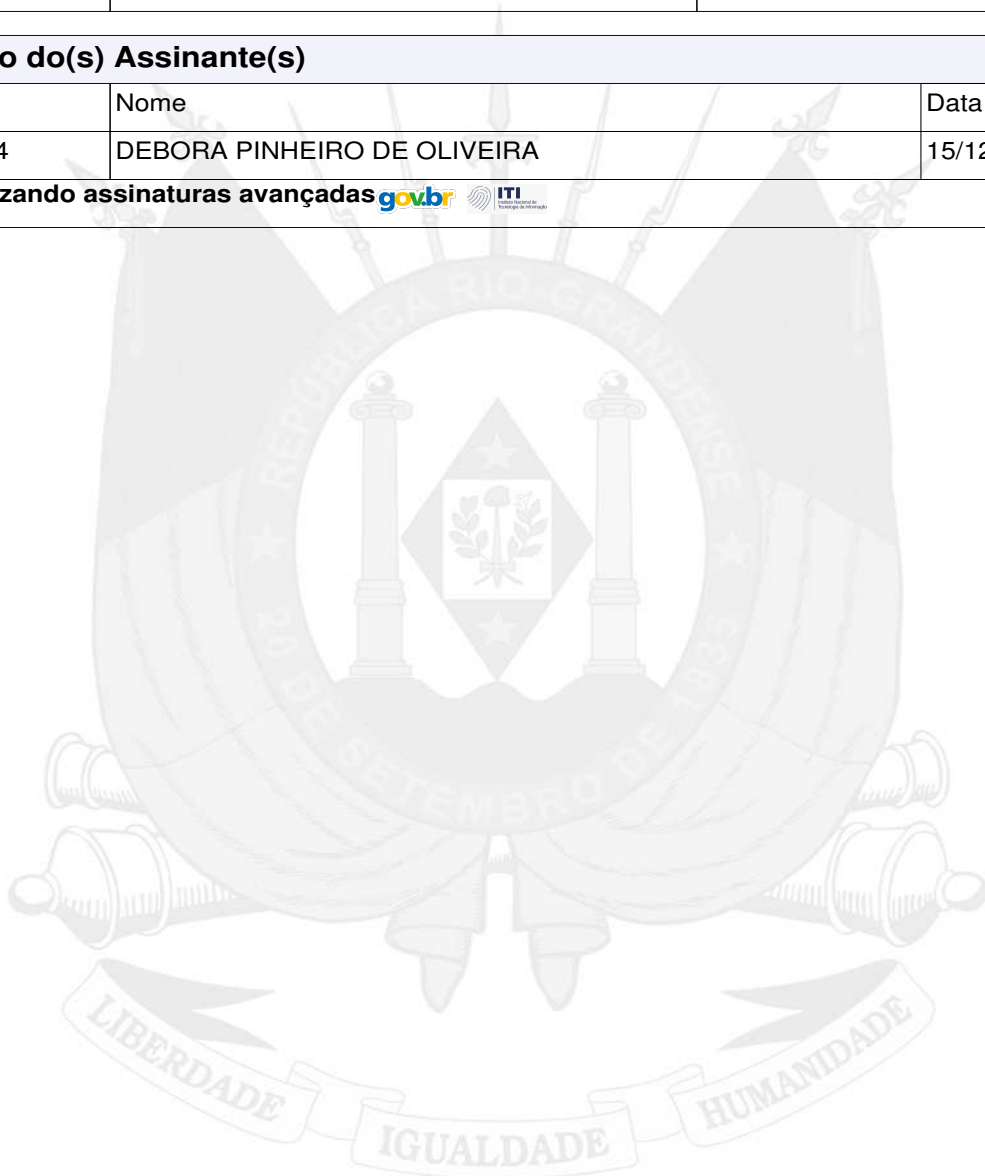 o do(s) Assinante(s)
Nome Data
4 DEBORA PINHEIRO DE OLIVEIRA 15/12
zando assinaturas avançadas gov.br ITI
REPÚBLICA RIO-GRANDENSE
20 DE SETEMBRO DE 1835
LIBERDADE
IGUALDADE
HUMANIDADE